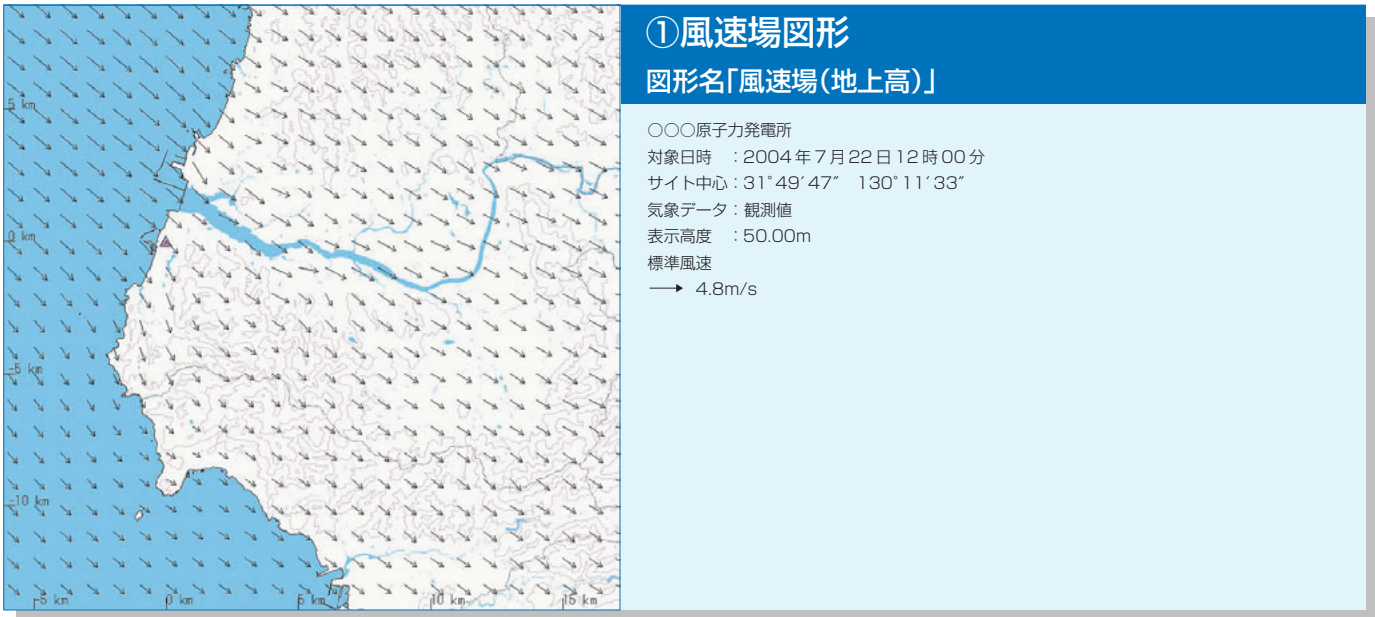 ①風速場図形
図形名「風速場(地上高)」
○○○原子力発電所
対象日時　：2004年7月22日12時00分
サイト中心：31°49′47″　130°11′33″
気象データ：観測値
表示高度　：50.00m
標準風速
→ 4.8m/s
5 km
0 km
-5 km
-10 km
-5 km
0 km
5 km
10 km
15 km